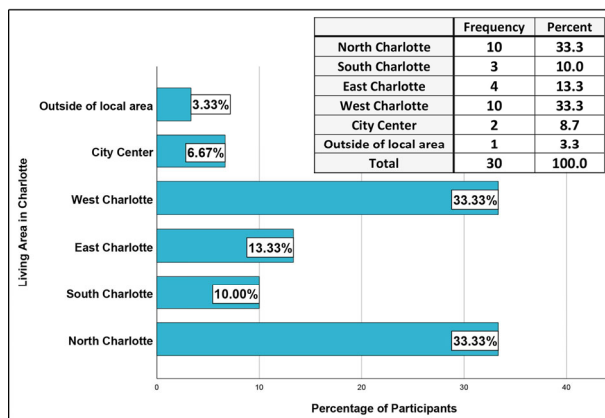 Frequency Percent
North Charlotte 10 33.3
South Charlotte 3 10.0
East Charlotte 4 13.3
West Charlotte 10 33.3
City Center 2 8.7
Outside of local area 1 3.3
Total 30 100.0
Living Area in Charlotte
Outside of local area 3.33%
City Center 6.67%
West Charlotte 33.33%
East Charlotte 13.33%
South Charlotte 10.00%
North Charlotte 33.33%
0 10 20 30 40
Percentage of Participants